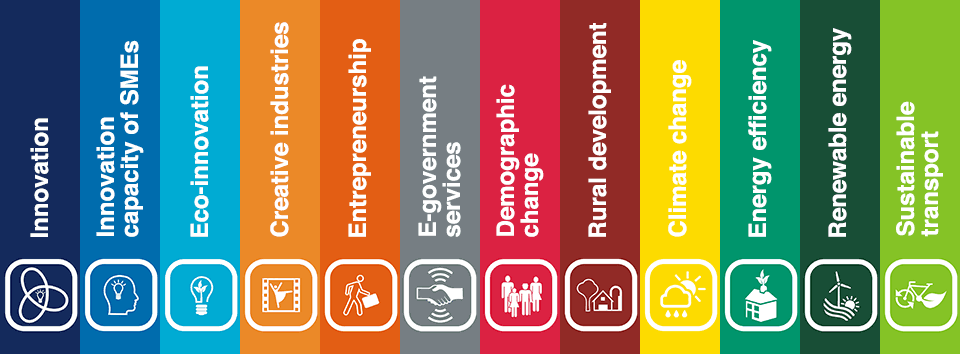 Innovation
Innovation
capacity of SMEs
Eco-innovation
Creative industries
Entrepreneurship
E-government
services
Demographic
change
Rural development
Climate change
Energy efficiency
Renewable energy
Sustainable
transport